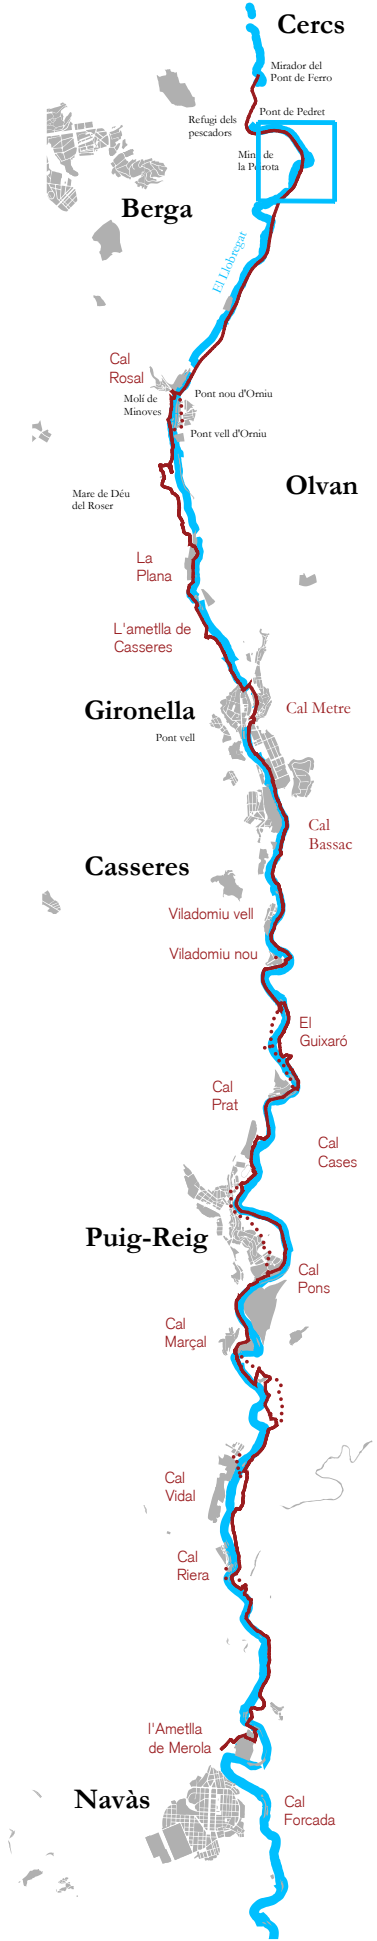 Cercs
Mirador del
Pont de Ferro
Pont de Pedret
Refugi dels
pescadors
Mina de
la Perota
Berga
El Llobregat
Cal
Rosal
Molí de
Minoves
Pont nou d'Orniu
Pont vell d'Orniu
Olvan
Mare de Déu
del Roser
La
Plana
L'ametlla de
Casseres
Gironella
Cal Metre
Pont vell
Cal
Bassac
Casseres
Viladomiu vell
Viladomiu nou
El
Guixaró
Cal
Prat
Cal
Cases
Puig-Reig
Cal
Pons
Cal
Marçal
Cal
Vidal
Cal
Riera
l'Ametlla
de Merola
Navàs
Cal
Forcada